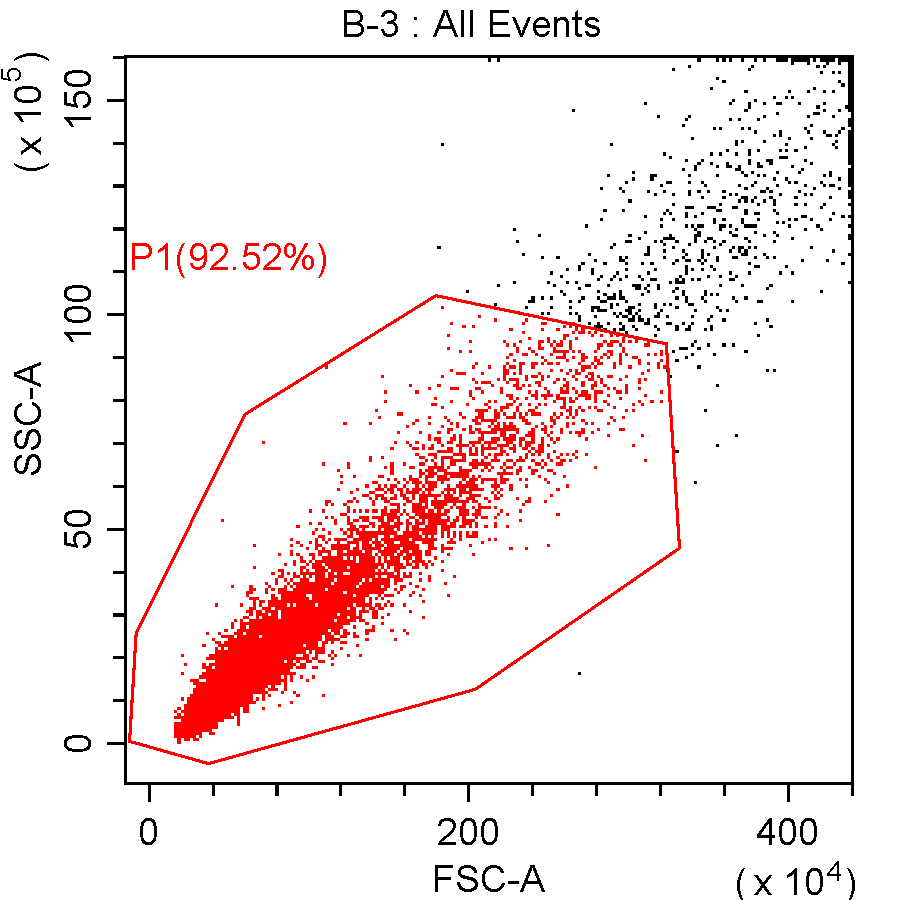 B-3 : All Events
(x 10⁵)
150
100
50
0
SSC-A
P1(92.52%)
0 200 400
FSC-A
(x 10⁴)